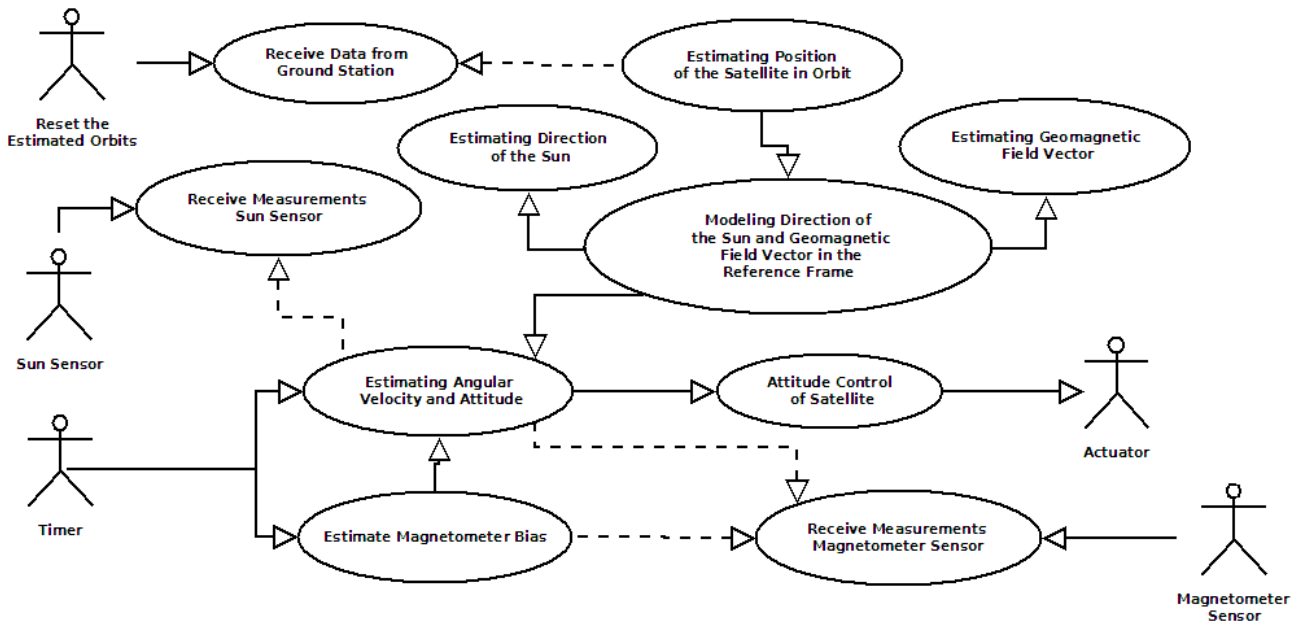 Receive Data from
Ground Station
Estimating Position
of the Satellite in Orbit
Reset the
Estimated Orbits
Estimating Direction
of the Sun
Estimating Geomagnetic
Field Vector
Receive Measurements
Sun Sensor
Modeling Direction of
the Sun and Geomagnetic
Field Vector in the
Reference Frame
Sun Sensor
Estimating Angular
Velocity and Attitude
Attitude Control
of Satellite
Actuator
Timer
Estimate Magnetometer Bias
Receive Measurements
Magnetometer Sensor
Magnetometer
Sensor